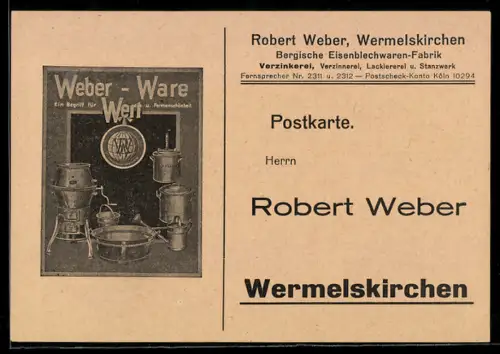 Weber - Ware
Ein Begriff für Wert u. Formenschönheit
Robert Weber, Wermelskirchen
Bergische Eisenblechwaren-Fabrik
Verzinkerei, Verzinnerei, Lackiererei u. Stanzwerk
Fernsprecher Nr. 2311 u. 2312 — Postscheck-Konto Köln 10294
Postkarte.
Herrn
Robert Weber
Wermelskirchen